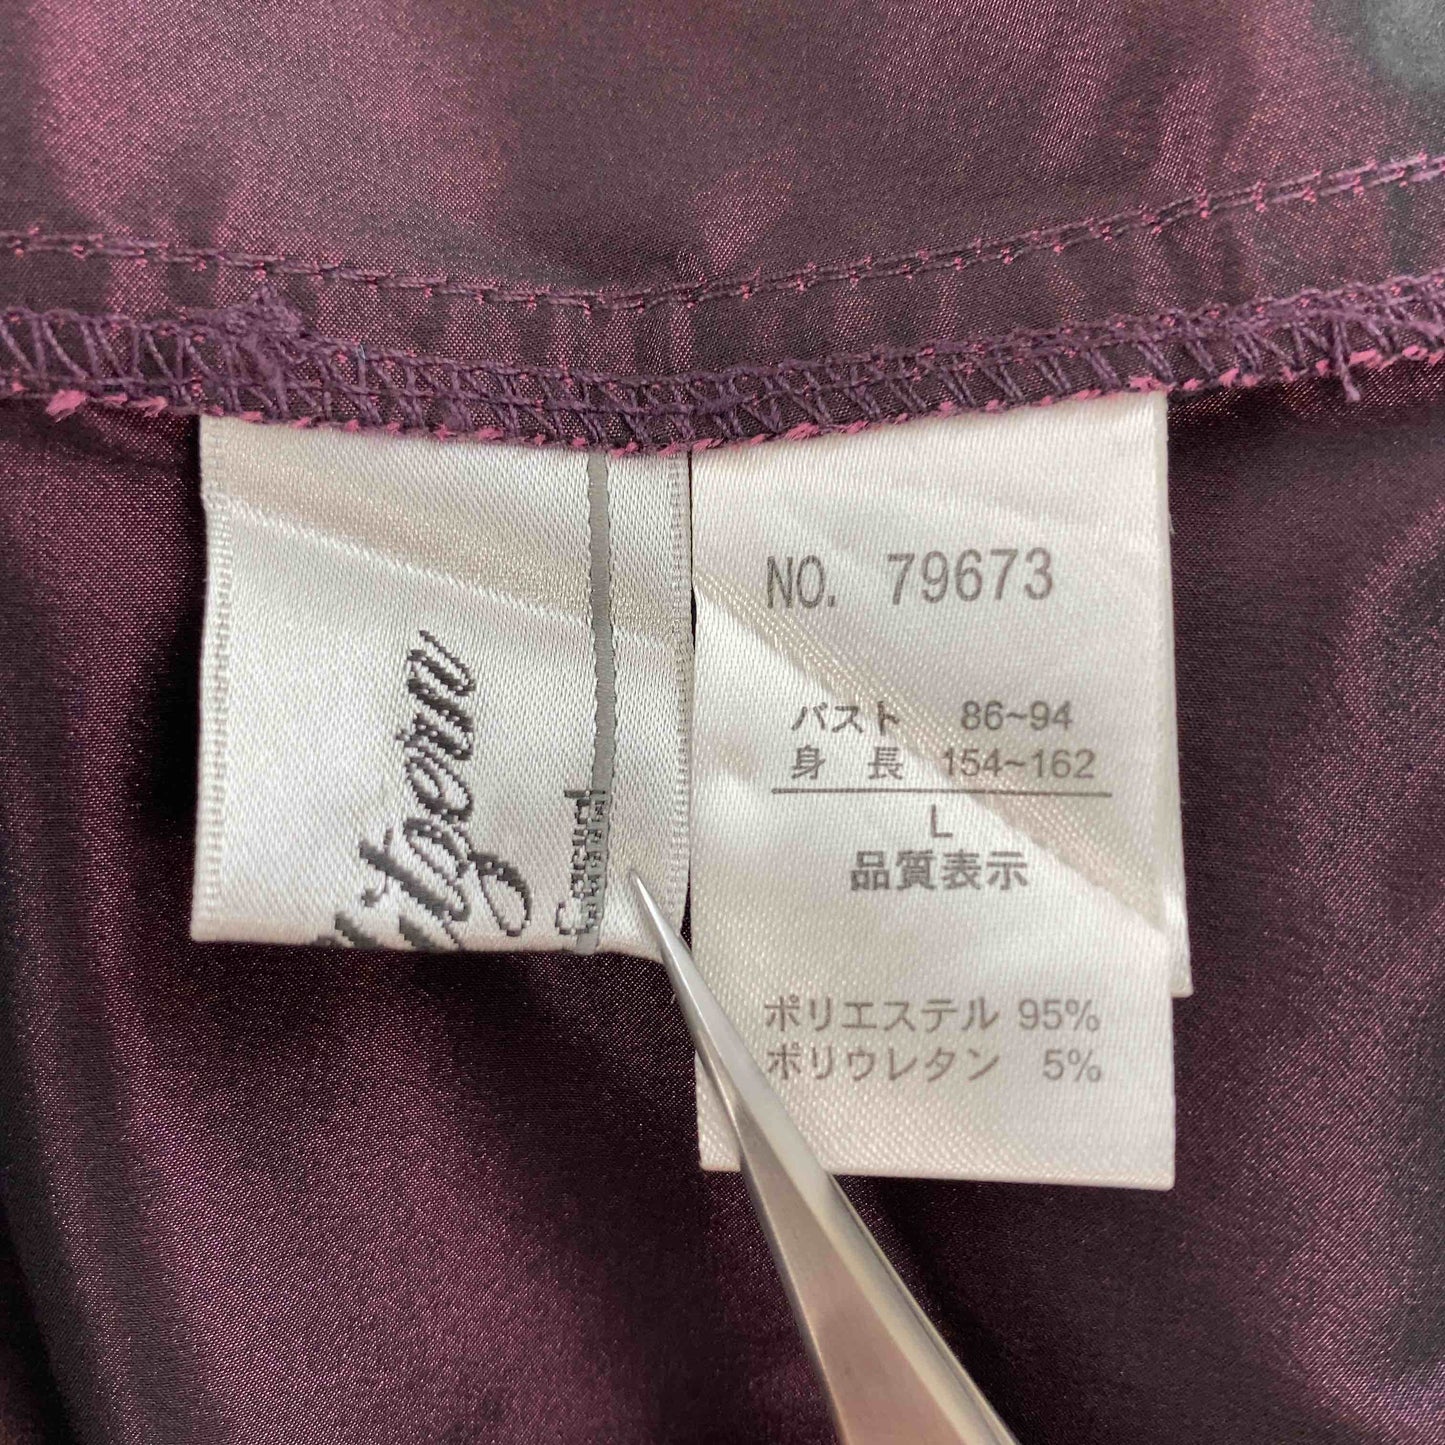 Casual
NO. 79673
バスト 86~94
身 長 154~162
L
品質表示
ポリエステル 95%
ポリウレタン 5%